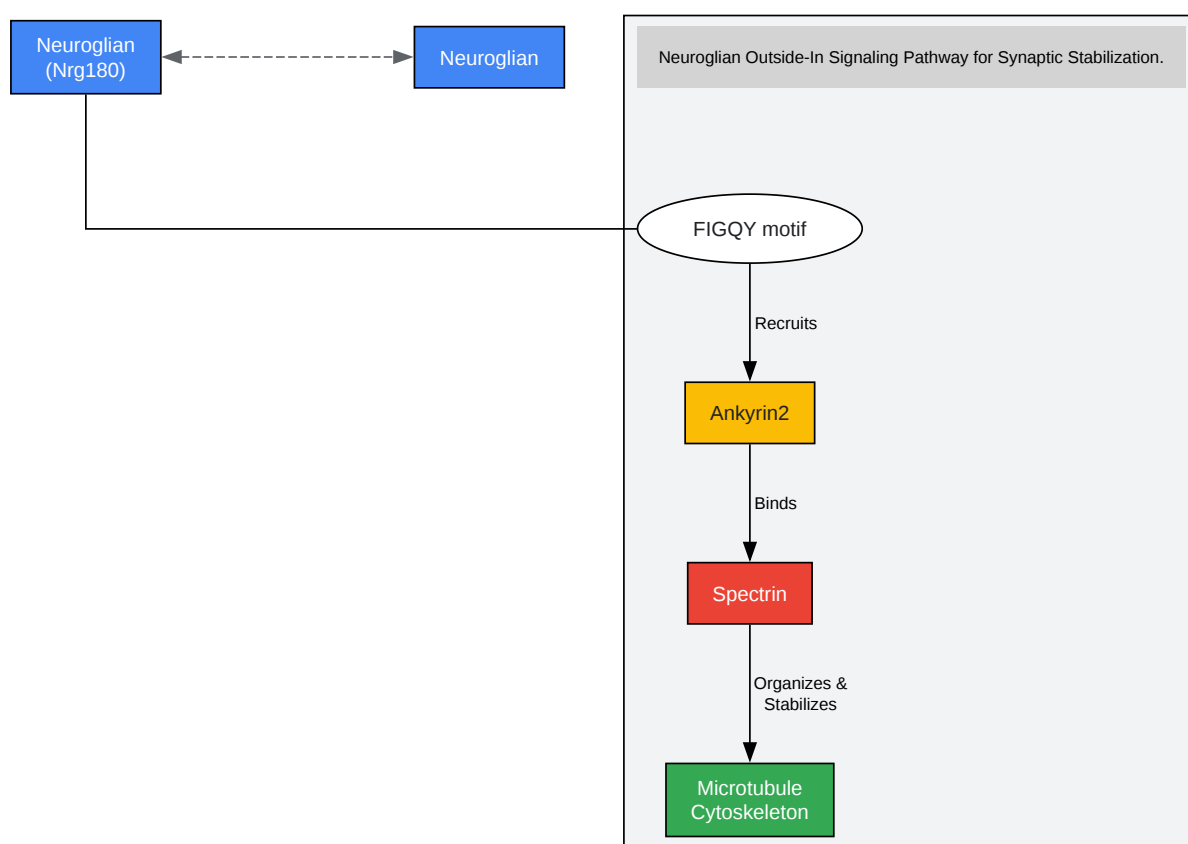 Neuroglian
(Nrg180)
Neuroglian
Neuroglian Outside-In Signaling Pathway for Synaptic Stabilization.
FIGQY motif
Recruits
Ankyrin2
Binds
Spectrin
Organizes &
Stabilizes
Microtubule
Cytoskeleton